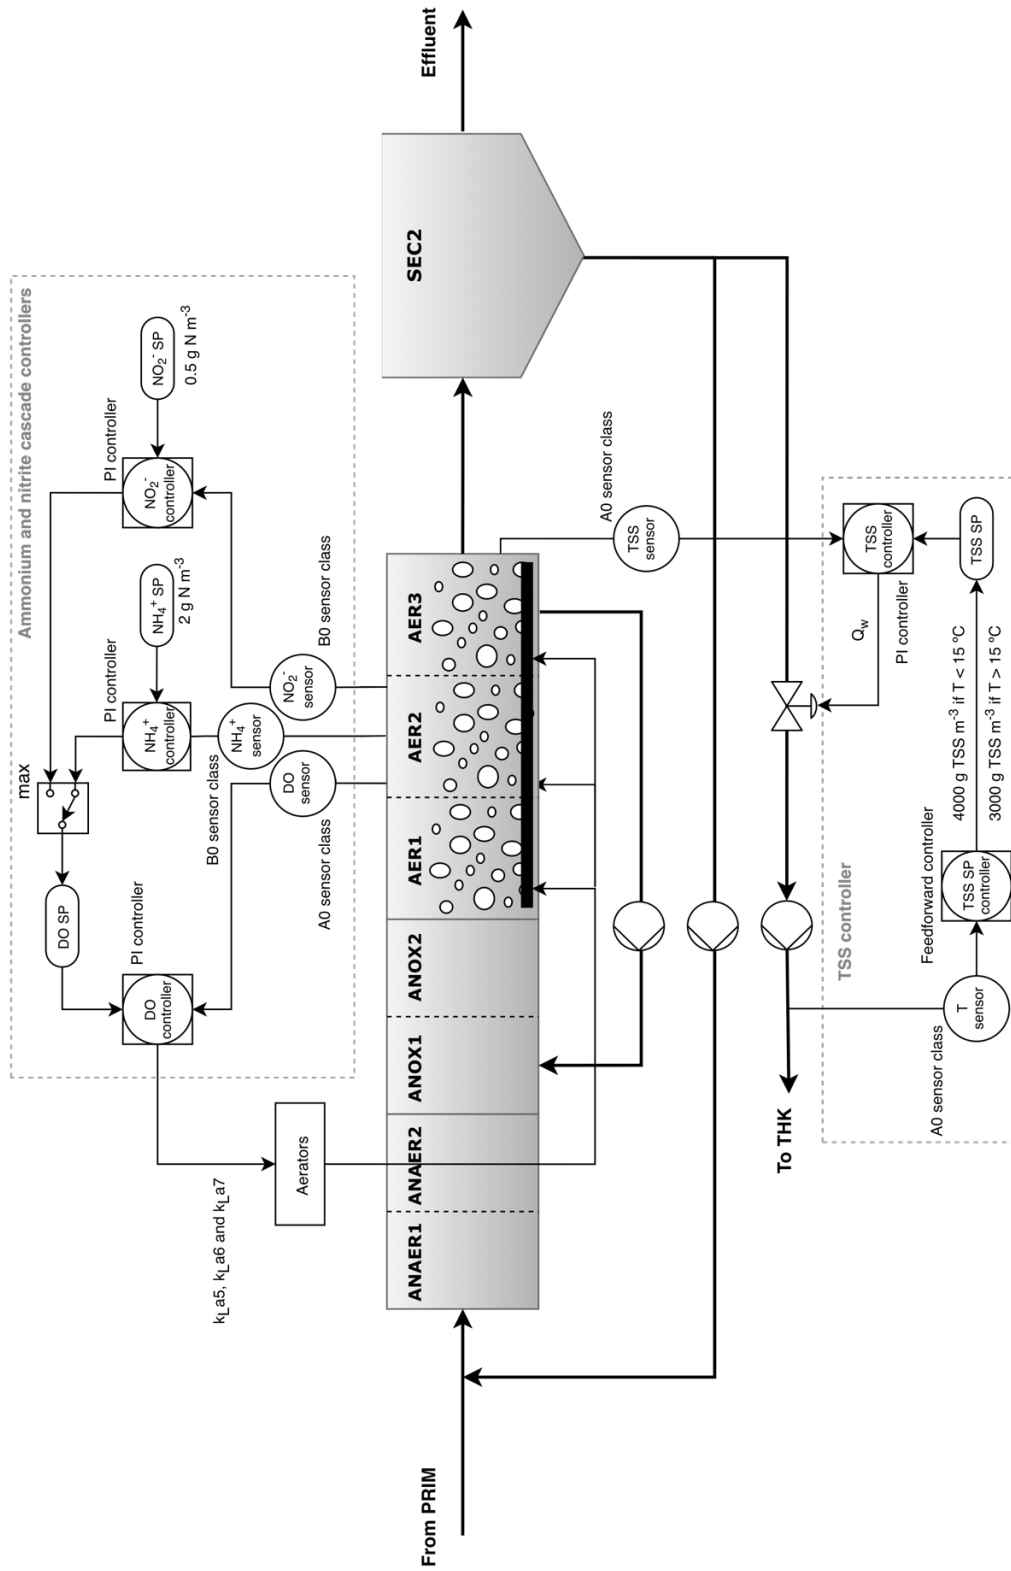 Ammonium and nitrite cascade controllers
max
DO SP
PI controller
DO
controller
PI controller
NH4+
controller
NH4+ SP
2 g N m-3
PI controller
NO2-
controller
NO2- SP
0.5 g N m-3
A0 sensor class
DO
sensor
B0 sensor class
NH4+
sensor
NO2-
sensor
B0 sensor class
kLa5, kLa6 and kLa7
Aerators
From PRIM
ANAER1
ANAER2
ANOX1
ANOX2
AER1
AER2
AER3
SEC2
Effluent
A0 sensor class
TSS
sensor
To THK
TSS controller
A0 sensor class
T
sensor
Feedforward controller
TSS SP
controller
4000 g TSS m-3 if T < 15 ºC
3000 g TSS m-3 if T > 15 ºC
Qw
PI controller
TSS
controller
TSS SP